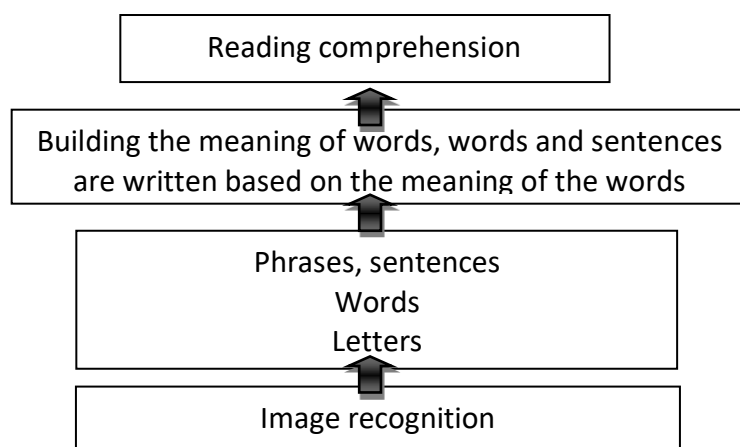 Reading comprehension
Building the meaning of words, words and sentences
are written based on the meaning of the words
Phrases, sentences
Words
Letters
Image recognition